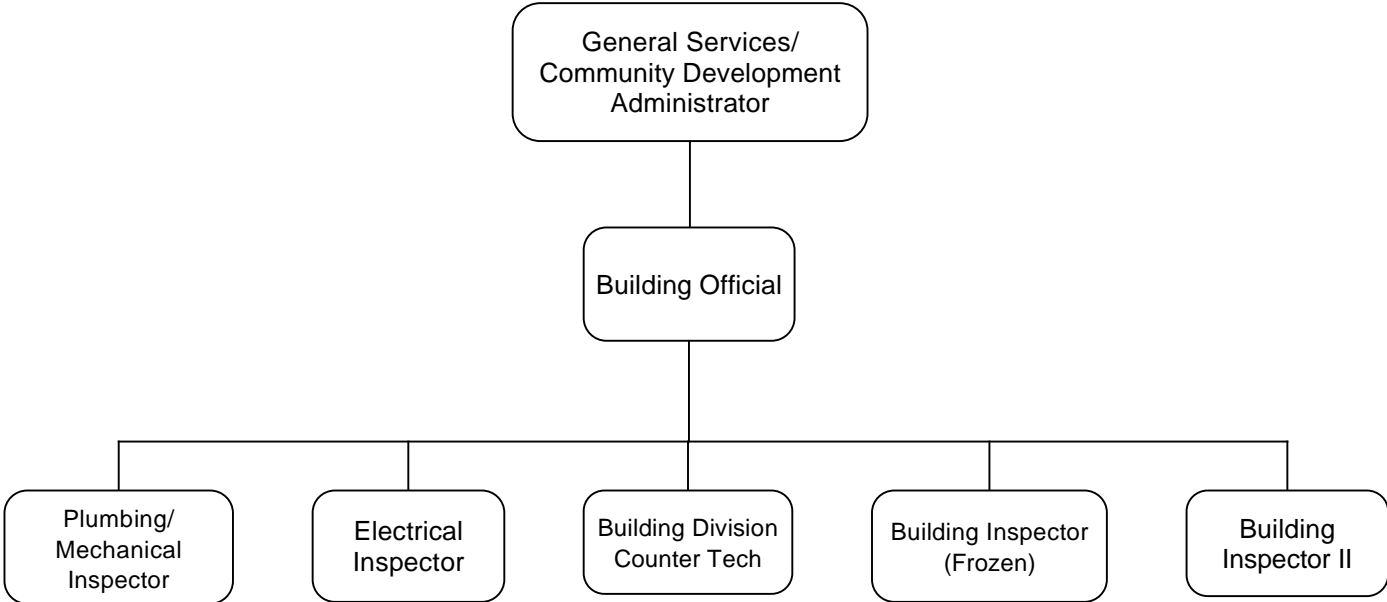 General Services/
Community Development
Administrator
Building Official
Plumbing/
Mechanical
Inspector
Electrical
Inspector
Building Division
Counter Tech
Building Inspector
(Frozen)
Building
Inspector II